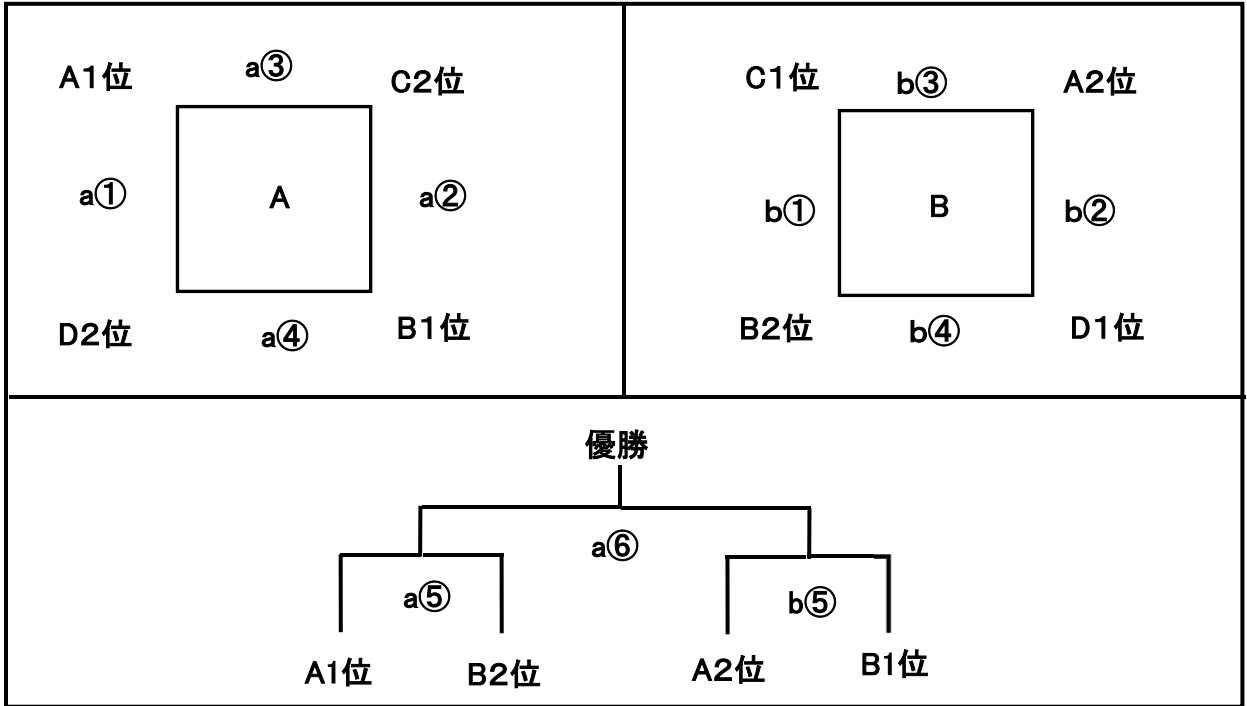 A1位 a③ C2位
a① A a②
D2位 a④ B1位
C1位 b③ A2位
b① B b②
B2位 b④ D1位
優勝
a⑥
a⑤ b⑤
A1位 B2位 A2位 B1位